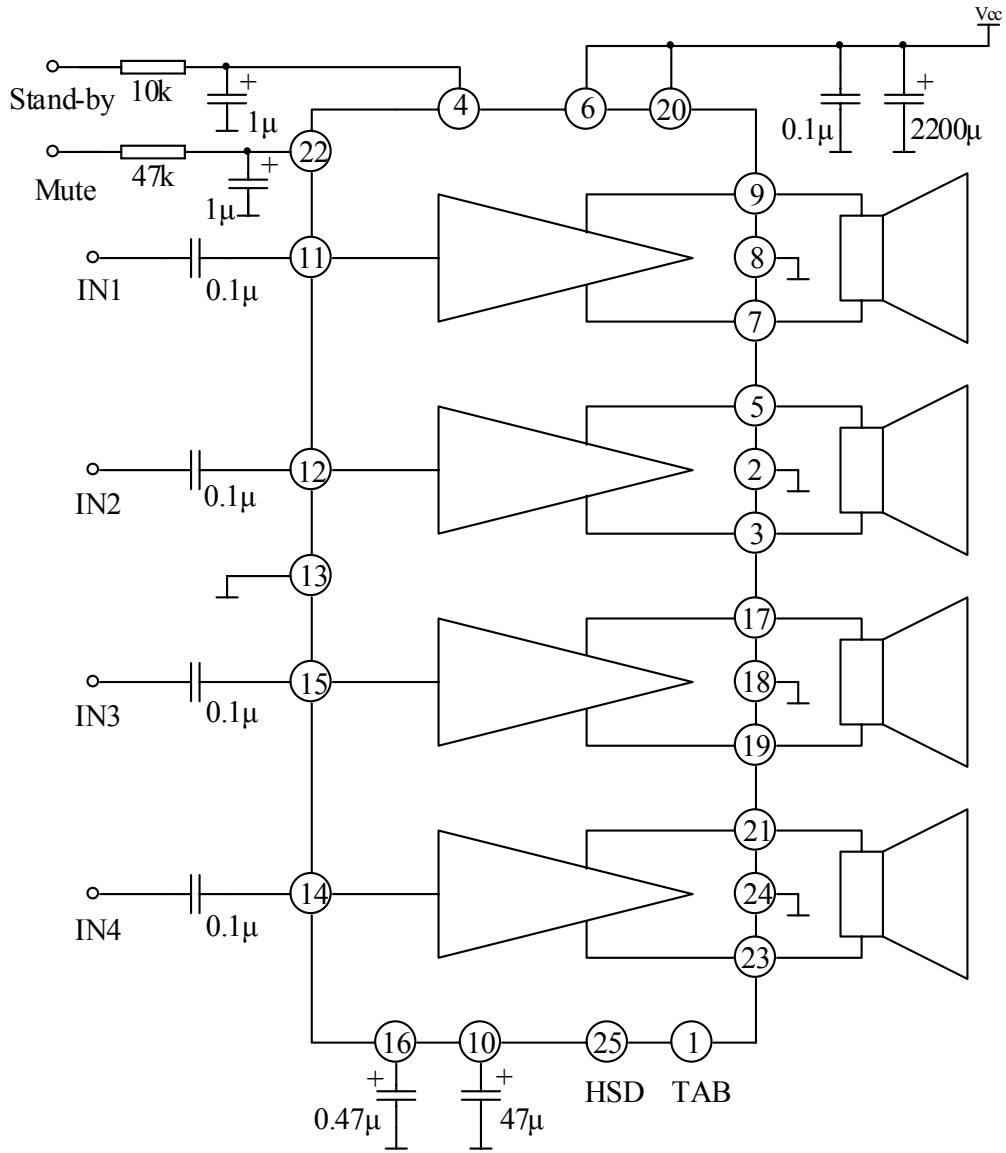 Vcc
Stand-by
10k
1µ
4
6
20
0.1µ
2200µ
22
Mute
47k
1µ
9
IN1
0.1µ
11
8
7
5
IN2
0.1µ
12
2
3
13
17
IN3
0.1µ
15
18
19
21
IN4
0.1µ
14
24
23
16
10
25
1
HSD
TAB
0.47µ
47µ
+
+
+
+
+